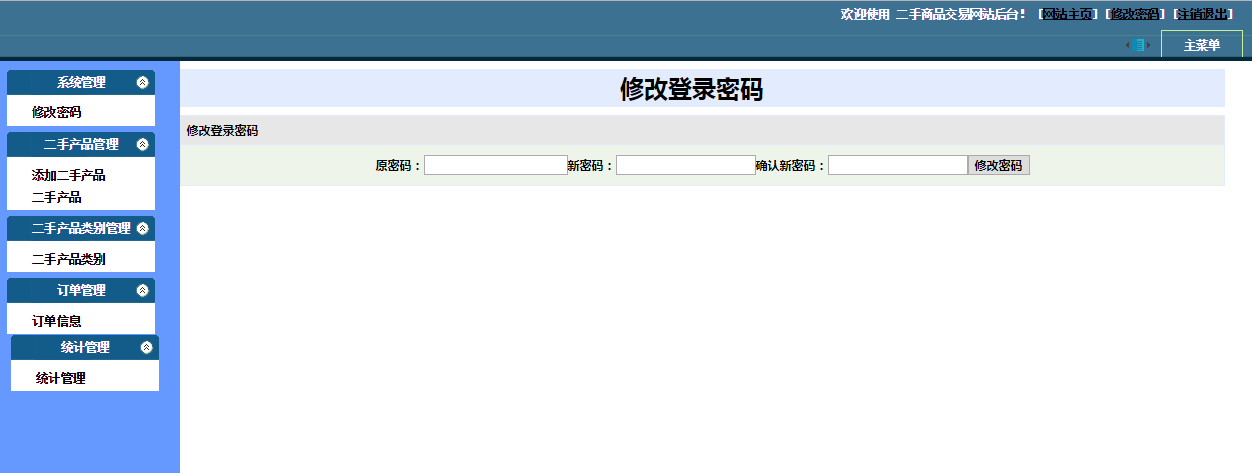 欢迎使用 二手商品交易网站后台! [网站主页] [修改密码] [注销退出]
主菜单
系统管理
修改密码
二手产品管理
添加二手产品
二手产品
二手产品类别管理
二手产品类别
订单管理
订单信息
统计管理
统计管理
修改登录密码
修改登录密码
原密码: 新密码: 确认新密码: 修改密码